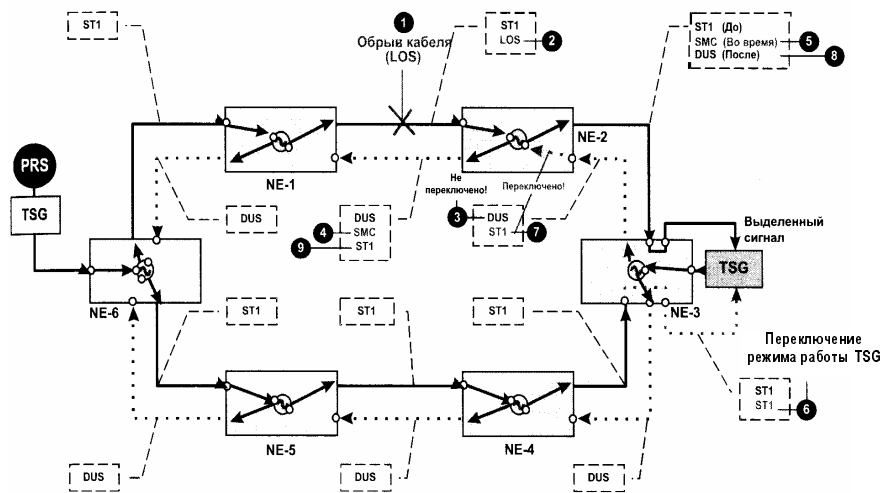 ST1
1
Обрыв кабеля
(LOS)
ST1
LOS
2
ST1 (До)
SMC (Во время)
DUS (После)
5
8
PRS
TSG
NE-1
NE-2
Не
переключено!
Переключено!
DUS
4
9
DUS
SMC
ST1
3
DUS
ST1
7
Выделенный
сигнал
TSG
NE-6
NE-3
ST1
ST1
ST1
Переключение
режима работы TSG
ST1
ST1
6
NE-5
NE-4
DUS
DUS
DUS